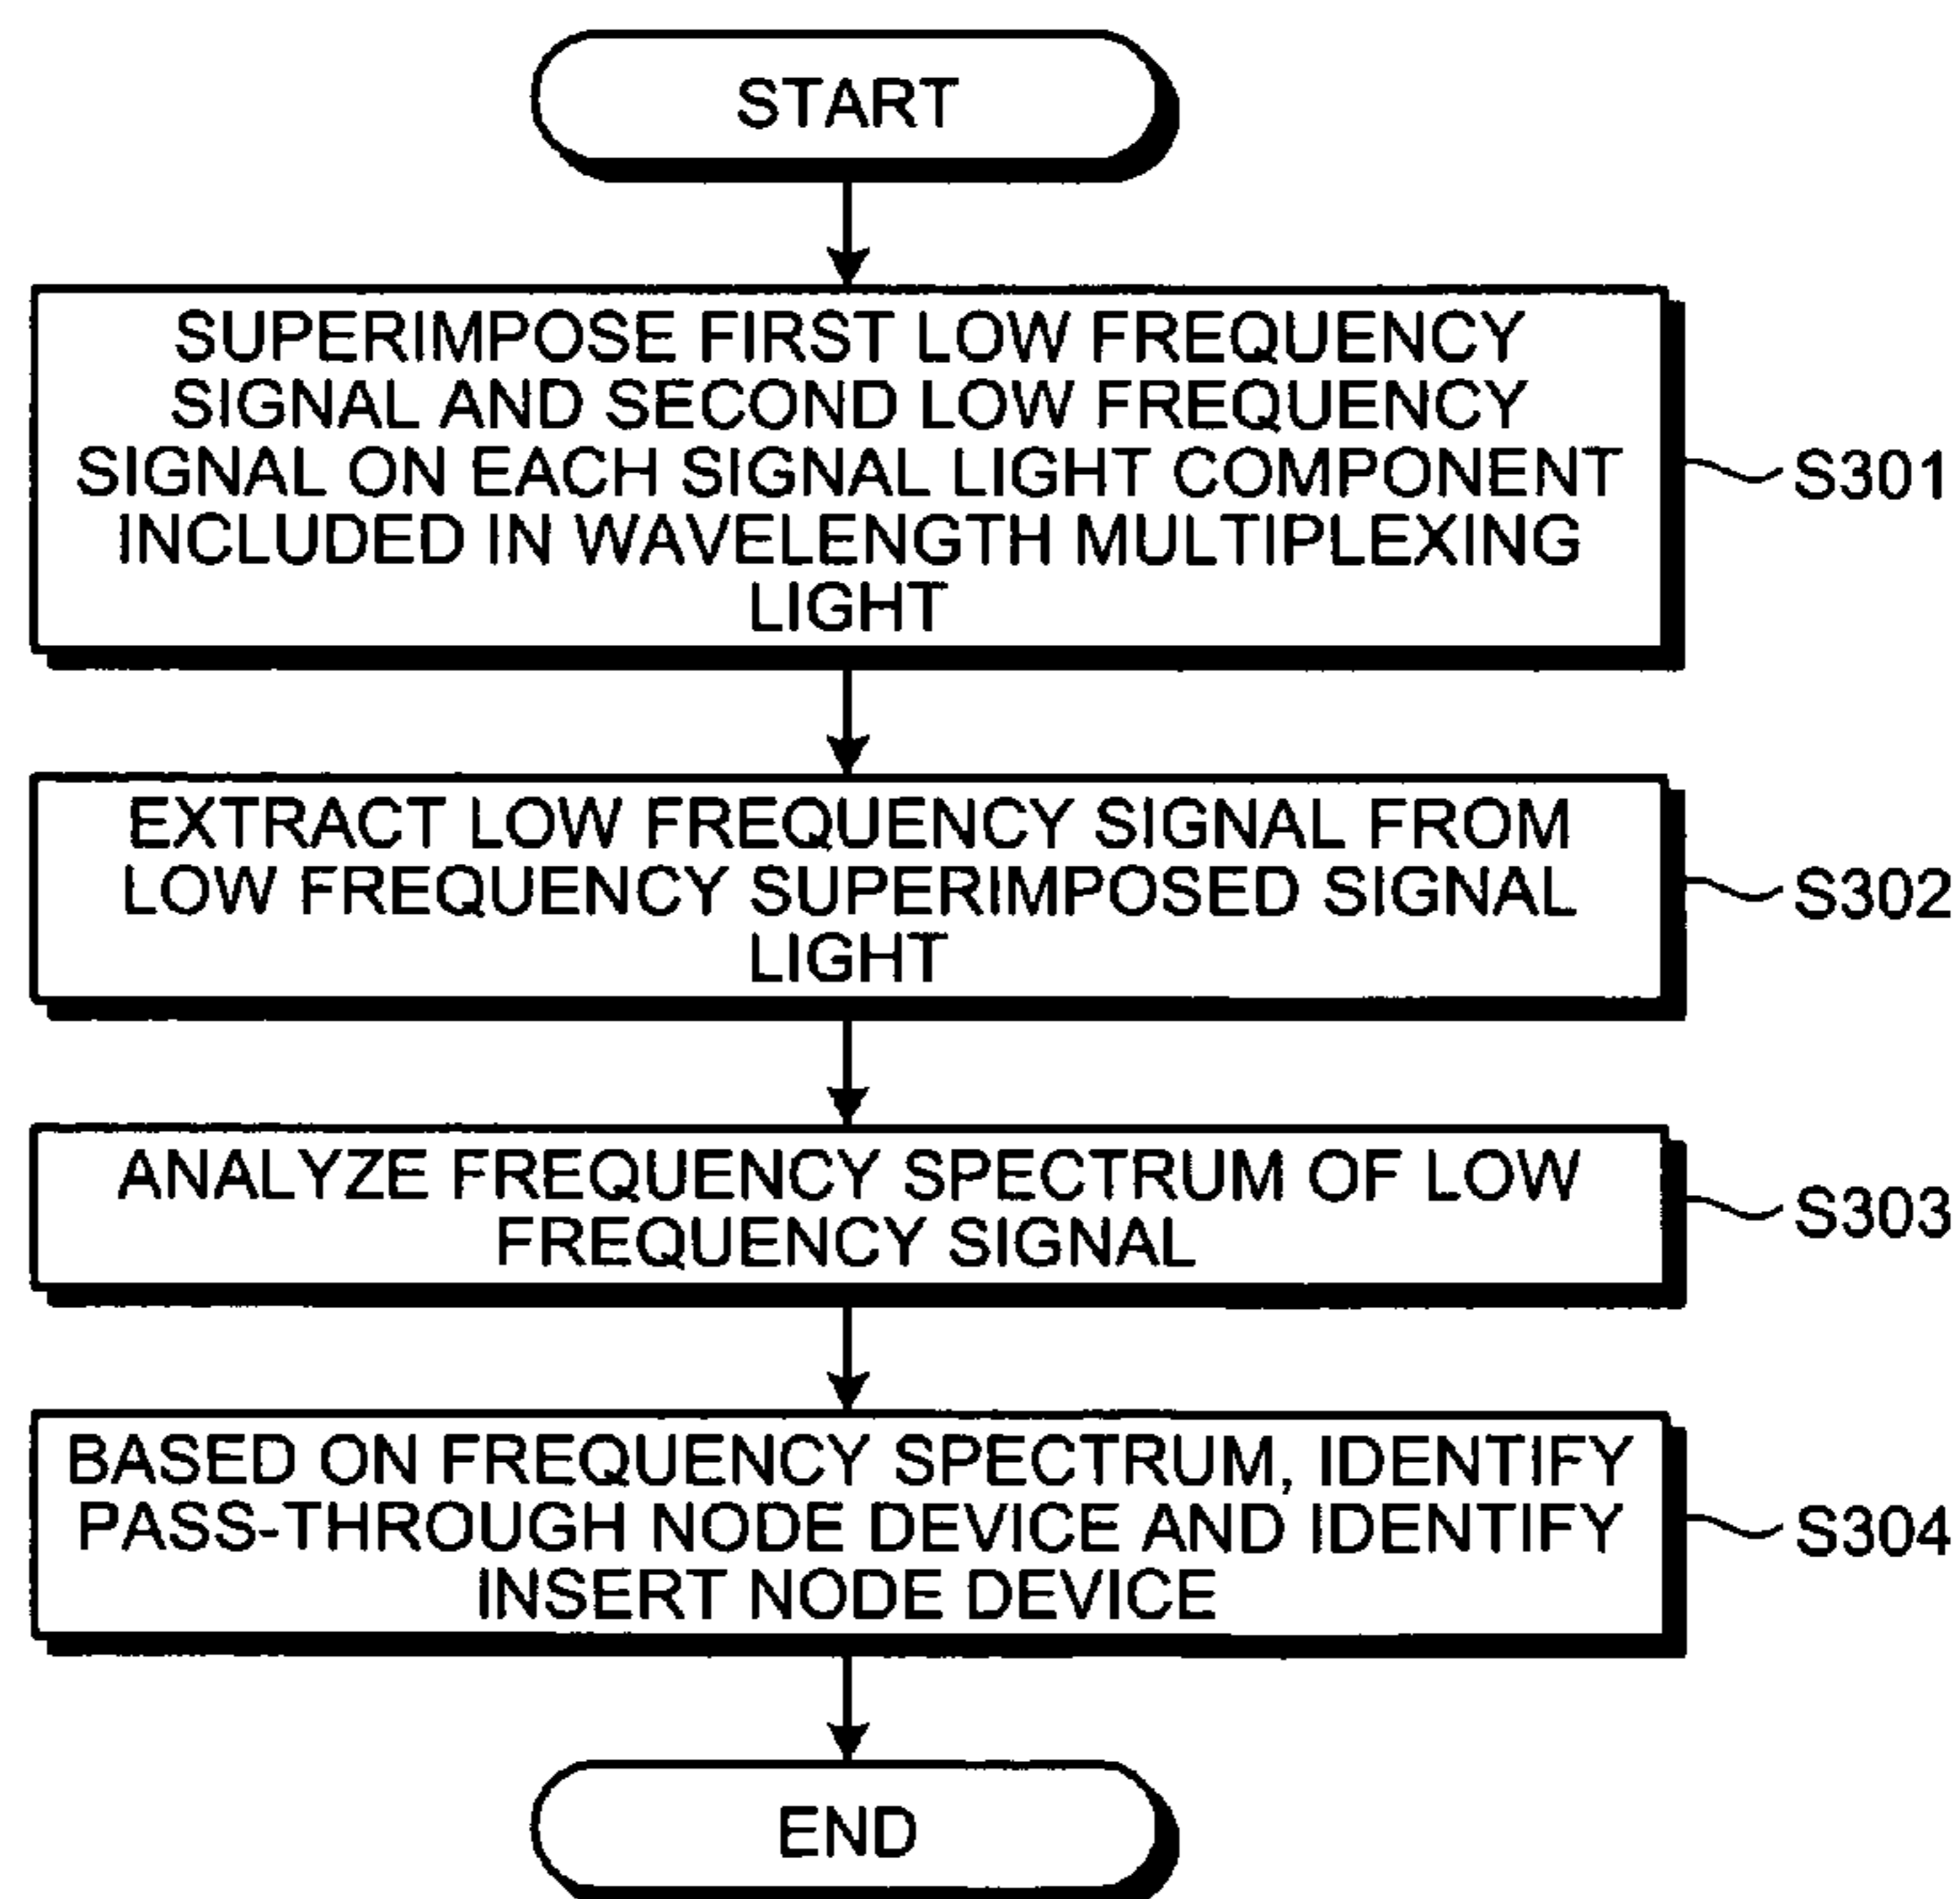 START
SUPERIMPOSE FIRST LOW FREQUENCY
SIGNAL AND SECOND LOW FREQUENCY
SIGNAL ON EACH SIGNAL LIGHT COMPONENT
INCLUDED IN WAVELENGTH MULTIPLEXING
LIGHT
S301
EXTRACT LOW FREQUENCY SIGNAL FROM
LOW FREQUENCY SUPERIMPOSED SIGNAL
LIGHT
S302
ANALYZE FREQUENCY SPECTRUM OF LOW
FREQUENCY SIGNAL
S303
BASED ON FREQUENCY SPECTRUM, IDENTIFY
PASS-THROUGH NODE DEVICE AND IDENTIFY
INSERT NODE DEVICE
S304
END